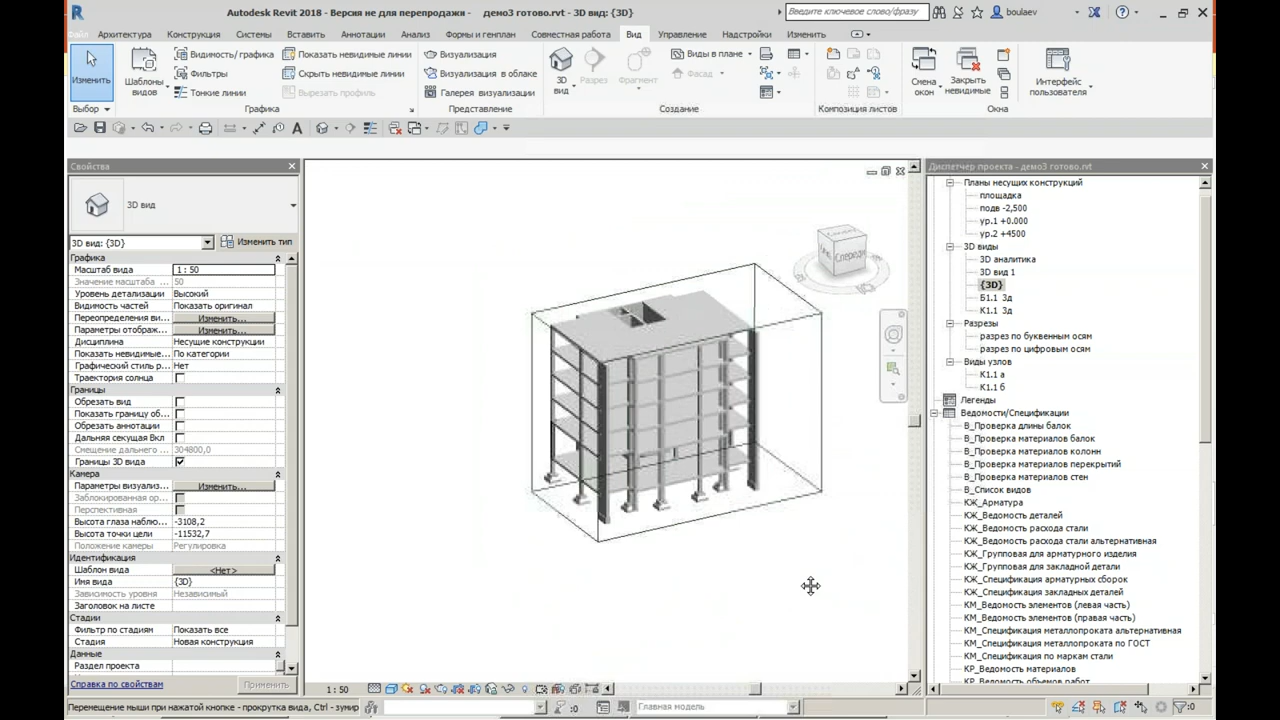 Autodesk Revit 2018 - Версия не для перепродажи - демо3 готово.rvt - 3D вид: {3D}
Введите ключевое слово/фразу
boulaev
Файл Архитектура Конструкция Системы Вставить Аннотации Анализ Формы и генплан Совместная работа Вид Управление Надстройки Изменить
Изменить
Шаблоны видов
Видимость/графика
Фильтры
Тонкие линии
Показать невидимые линии
Скрыть невидимые линии
Вырезать профиль
Визуализация
Визуализация в облаке
Галерея визуализации
3D вид
Разрез
Фрагмент
Виды в плане
Фасад
Смена окон
Закрыть невидимые
Интерфейс пользователя
Выбор Графика Представление Создание Композиция листов Окна
Свойства
3D вид
3D вид: {3D} Изменить тип
Графика
Масштаб вида 1 : 50
Значение масштаба ... 50
Уровень детализации Высокий
Видимость частей Показать оригинал
Переопределения ви... Изменить...
Параметры отображ... Изменить...
Дисциплина Несущие конструкции
Показать невидимые... По категории
Графический стиль р... Нет
Траектория солнца
Границы
Обрезать вид
Показать границу об...
Обрезать аннотации
Дальняя секущая Вкл
Смещение дальнего ... 304800,0
Границы 3D вида
Камера
Параметры визуализ... Изменить...
Заблокированная ор...
Перспективная
Высота глаза наблю... -3108,2
Высота точки цели -11532,7
Положение камеры Регулировка
Идентификация
Шаблон вида <Нет>
Имя вида {3D}
Зависимость уровня Независимый
Заголовок на листе
Стадии
Фильтр по стадиям Показать все
Стадия Новая конструкция
Данные
Раздел проекта
Справка по свойствам Применить
Спереди
1 : 50
Диспетчер проекта - демо3 готово.rvt
Планы несущих конструкций
площадка
подв -2,500
ур.1 +0.000
ур.2 +4500
3D виды
3D аналитика
3D вид 1
{3D}
Б1.1 3д
К1.1 3д
Разрезы
разрез по буквенным осям
разрез по цифровым осям
Виды узлов
К1.1 а
К1.1 б
Легенды
Ведомости/Спецификации
В_Проверка длины балок
В_Проверка материалов балок
В_Проверка материалов колонн
В_Проверка материалов перекрытий
В_Проверка материалов стен
В_Список видов
КЖ_Арматура
КЖ_Ведомость деталей
КЖ_Ведомость расхода стали
КЖ_Ведомость расхода стали альтернативная
КЖ_Групповая для арматурного изделия
КЖ_Групповая для закладной детали
КЖ_Спецификация арматурных сборок
КЖ_Спецификация закладных деталей
КМ_Ведомость элементов (левая часть)
КМ_Ведомость элементов (правая часть)
КМ_Спецификация металлопроката альтернативная
КМ_Спецификация металлопроката по ГОСТ
КМ_Спецификация по маркам стали
КР_Ведомость материалов
КР_Ведомость объемов работ
Перемещение мыши при нажатой кнопке - прокрутка вида, Ctrl - зумир
:0
Главная модель
:0